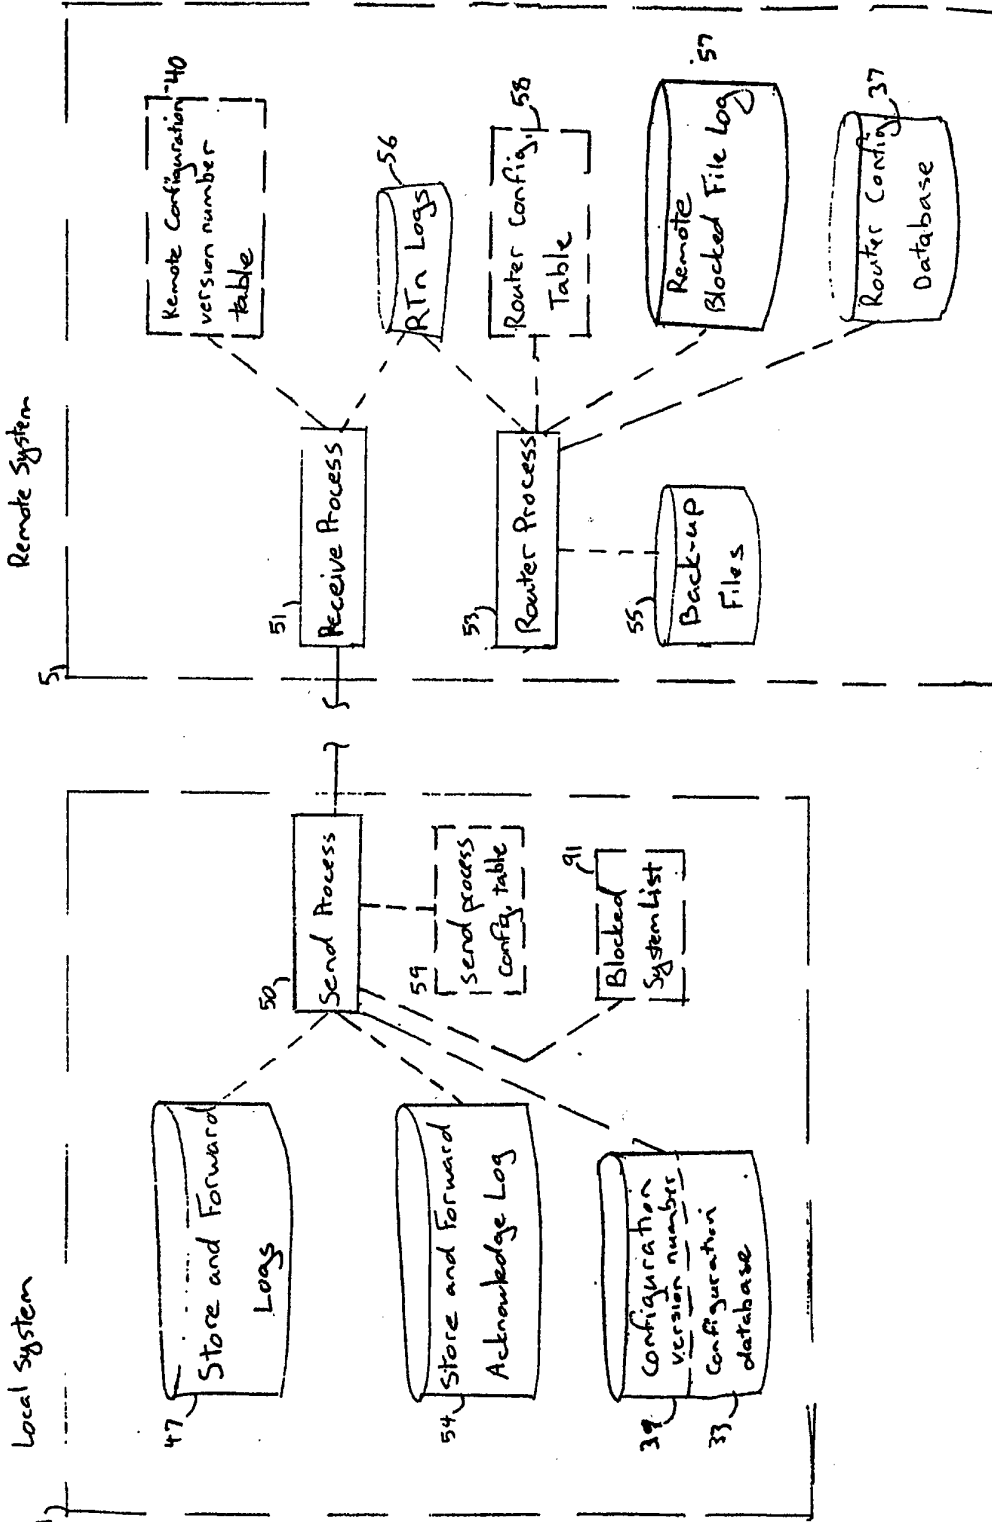 Local System
1
47
Store and Forward
Logs
54
Store and Forward
Acknowledge Log
39
33
Configuration
version number
Configuration
database
50
Send Process
59
send process
config. table
91
Blocked
System List
Remote System
5
51
Receive Process
53
Router Process
55
Back-up
Files
40
Remote Configuration
version number
table
56
RTn Logs
58
Router Config.
Table
57
Remote
Blocked File Log
37
Router Config
Database